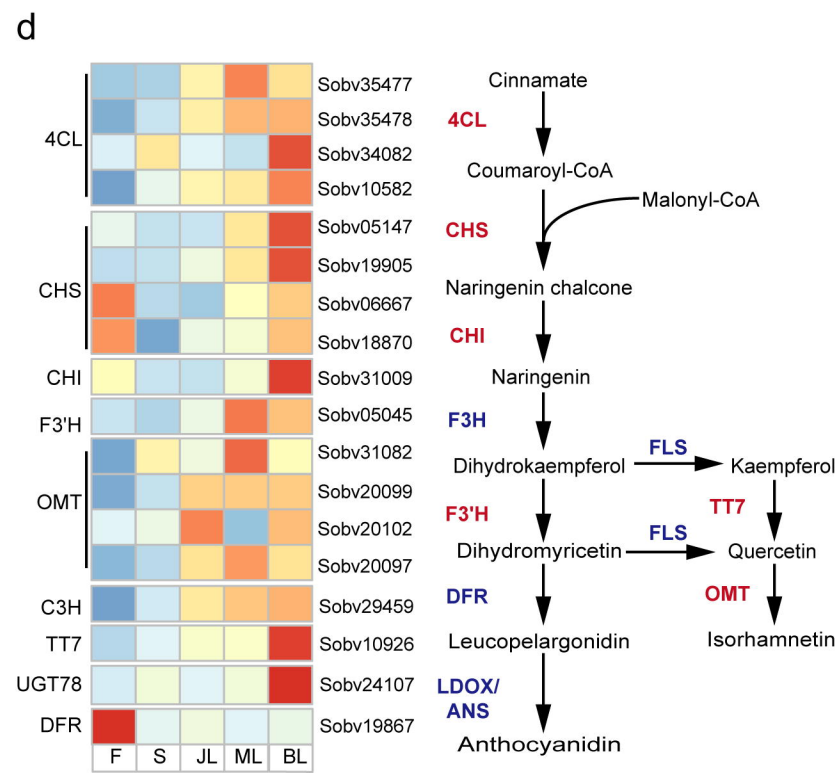 d
4CL
Sobv35477
Sobv35478
Sobv34082
Sobv10582
CHS
Sobv05147
Sobv19905
Sobv06667
Sobv18870
CHI
Sobv31009
F3'H
Sobv05045
OMT
Sobv31082
Sobv20099
Sobv20102
Sobv20097
C3H
Sobv29459
TT7
Sobv10926
UGT78
Sobv24107
DFR
Sobv19867
F S JL ML BL
Cinnamate
4CL
Coumaroyl-CoA
Malonyl-CoA
CHS
Naringenin chalcone
CHI
Naringenin
F3H
Dihydrokaempferol
FLS
Kaempferol
F3'H
TT7
Dihydromyricetin
FLS
Quercetin
DFR
OMT
Leucopelargonidin
Isorhamnetin
LDOX/
ANS
Anthocyanidin